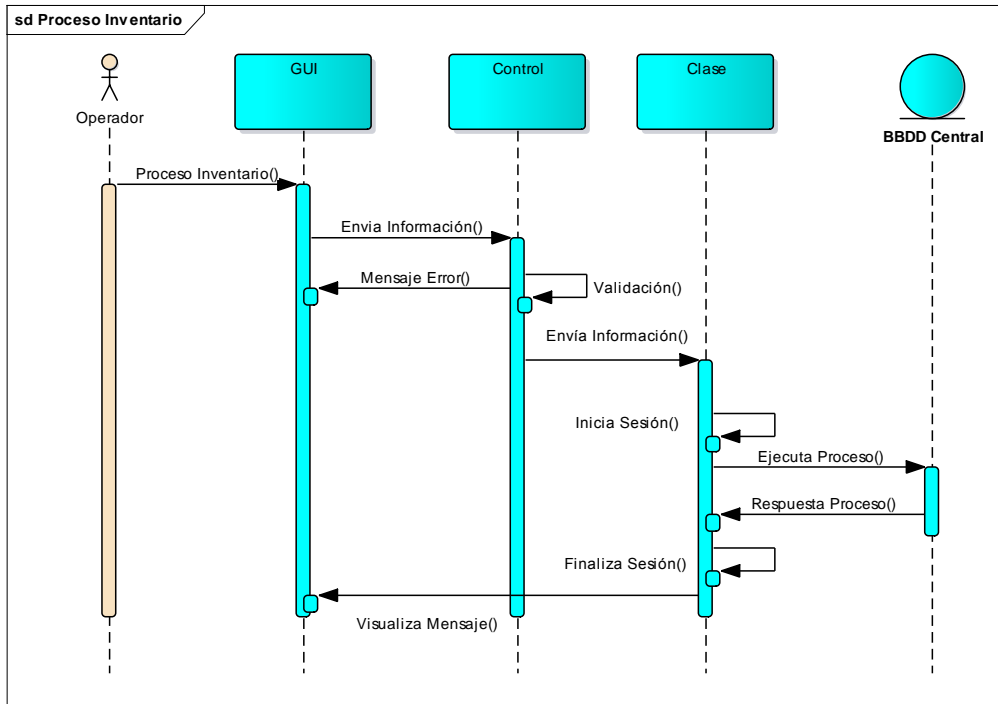 sd Proceso Inventario
GUI
Control
Clase
Operador
BBDD Central
Proceso Inventario()
Envia Información()
Mensaje Error()
Validación()
Envía Información()
Inicia Sesión()
Ejecuta Proceso()
Respuesta Proceso()
Finaliza Sesión()
Visualiza Mensaje()